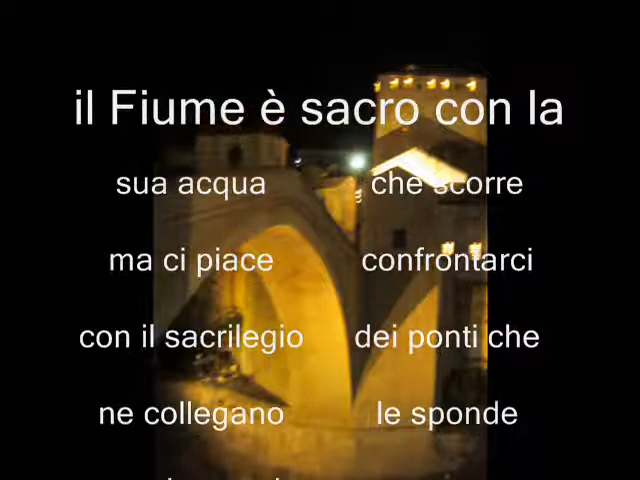 il Fiume è sacro con la
sua acqua che scorre
ma ci piace confrontarci
con il sacrilegio dei ponti che
ne collegano le sponde